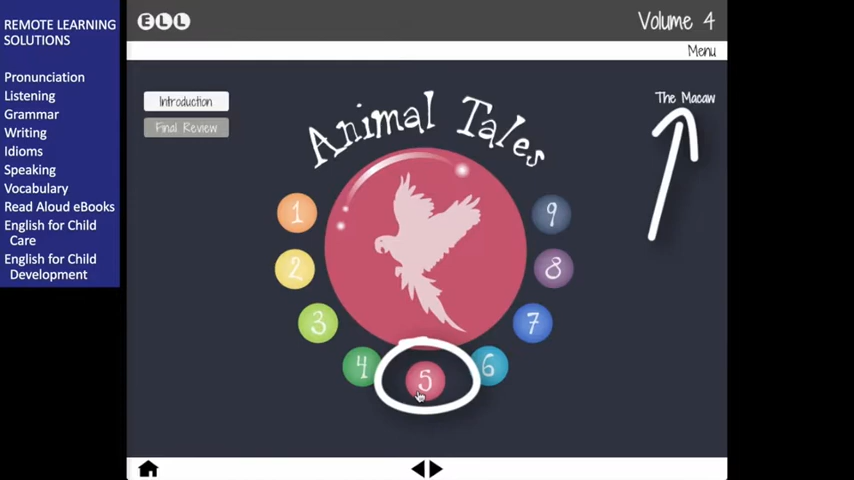 REMOTE LEARNING
SOLUTIONS
Pronunciation
Listening
Grammar
Writing
Idioms
Speaking
Vocabulary
Read Aloud eBooks
English for Child
Care
English for Child
Development
ELL
Volume 4
Menu
Introduction
Final Review
The Macaw
Animal Tales
1
2
3
4
5
6
7
8
9